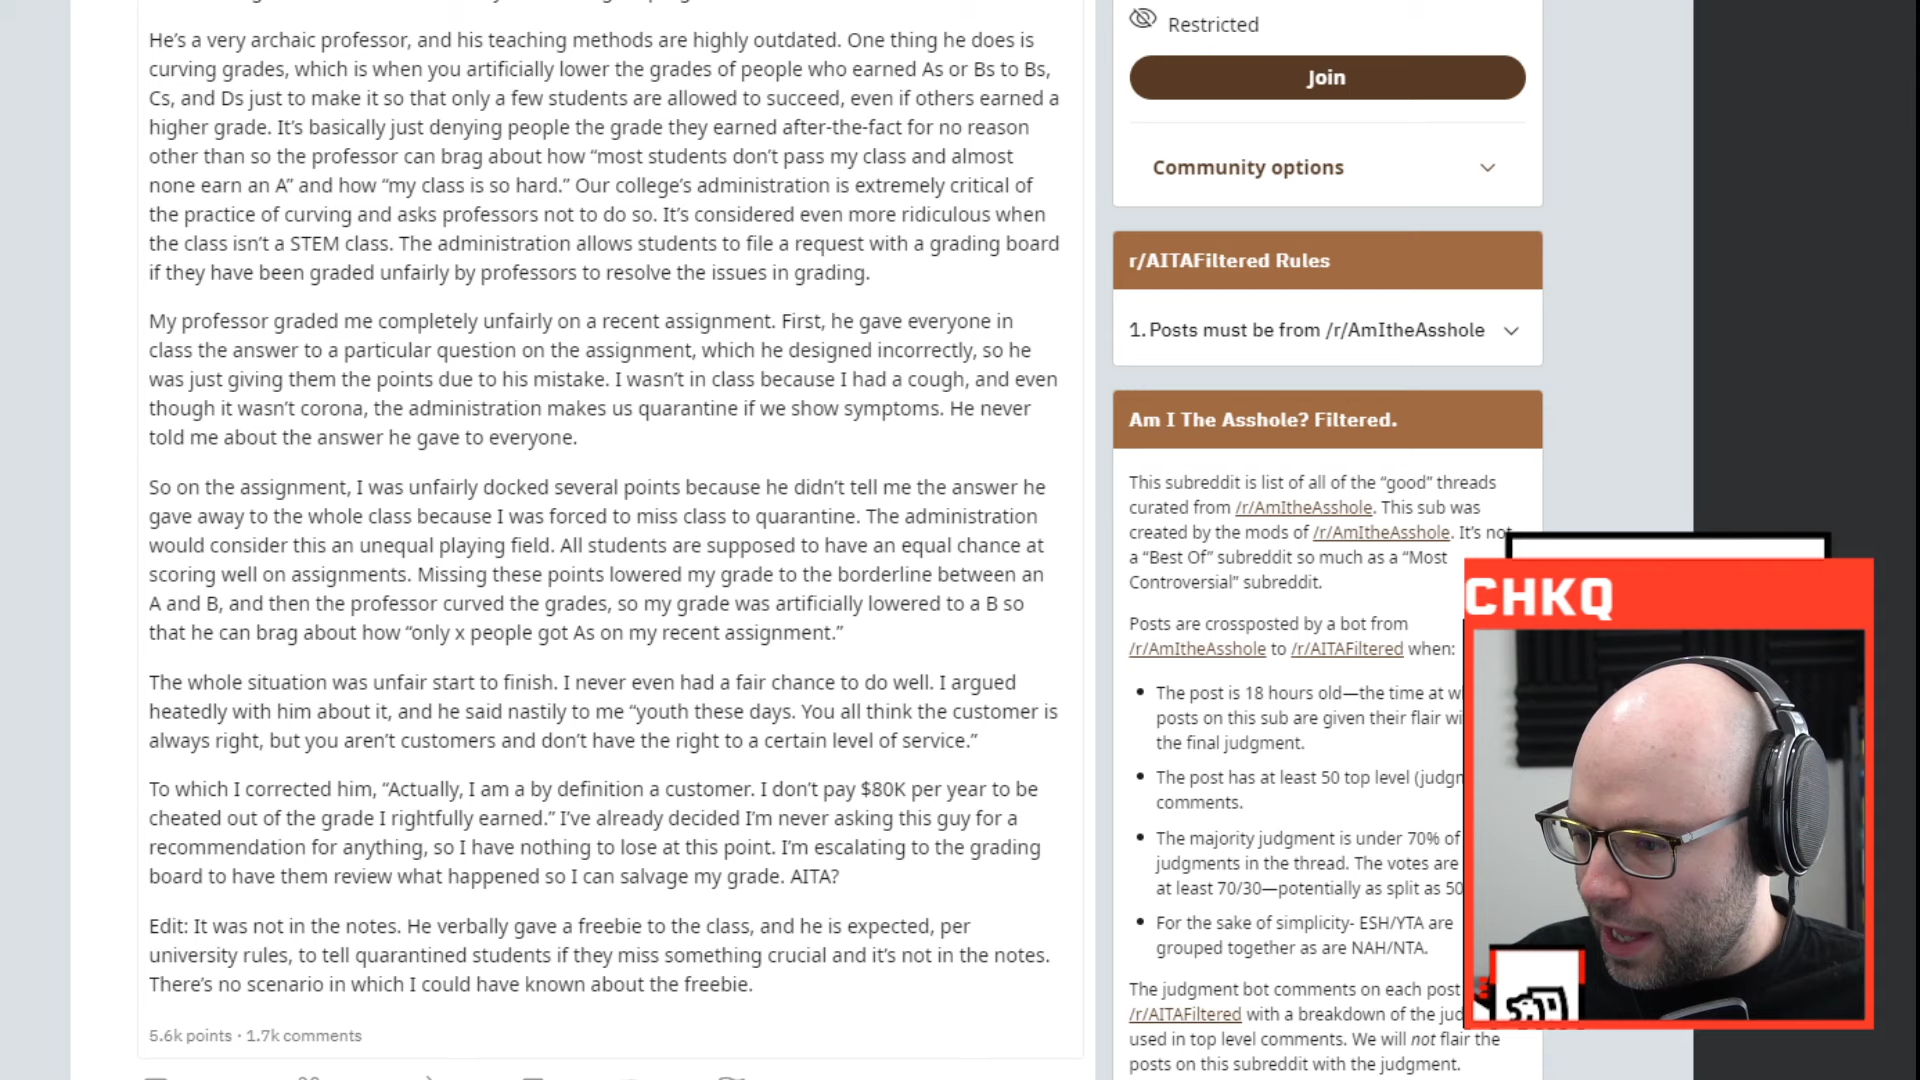 He's a very archaic professor, and his teaching methods are highly outdated. One thing he does is
curving grades, which is when you artificially lower the grades of people who earned As or Bs to Bs,
Cs, and Ds just to make it so that only a few students are allowed to succeed, even if others earned a
higher grade. It's basically just denying people the grade they earned after-the-fact for no reason
other than so the professor can brag about how “most students don't pass my class and almost
none earn an A” and how “my class is so hard.” Our college's administration is extremely critical of
the practice of curving and asks professors not to do so. It's considered even more ridiculous when
the class isn't a STEM class. The administration allows students to file a request with a grading board
if they have been graded unfairly by professors to resolve the issues in grading.
My professor graded me completely unfairly on a recent assignment. First, he gave everyone in
class the answer to a particular question on the assignment, which he designed incorrectly, so he
was just giving them the points due to his mistake. I wasn't in class because I had a cough, and even
though it wasn't corona, the administration makes us quarantine if we show symptoms. He never
told me about the answer he gave to everyone.
So on the assignment, I was unfairly docked several points because he didn't tell me the answer he
gave away to the whole class because I was forced to miss class to quarantine. The administration
would consider this an unequal playing field. All students are supposed to have an equal chance at
scoring well on assignments. Missing these points lowered my grade to the borderline between an
A and B, and then the professor curved the grades, so my grade was artificially lowered to a B so
that he can brag about how “only x people got As on my recent assignment.”
The whole situation was unfair start to finish. I never even had a fair chance to do well. I argued
heatedly with him about it, and he said nastily to me “youth these days. You all think the customer is
always right, but you aren't customers and don't have the right to a certain level of service.”
To which I corrected him, “Actually, I am a by definition a customer. I don't pay $80K per year to be
cheated out of the grade I rightfully earned.” I've already decided I'm never asking this guy for a
recommendation for anything, so I have nothing to lose at this point. I'm escalating to the grading
board to have them review what happened so I can salvage my grade. AITA?
Edit: It was not in the notes. He verbally gave a freebie to the class, and he is expected, per
university rules, to tell quarantined students if they miss something crucial and it's not in the notes.
There's no scenario in which I could have known about the freebie.
5.6k points · 1.7k comments
Restricted
Join
Community options
r/AITAFiltered Rules
1. Posts must be from /r/AmItheAsshole
Am I The Asshole? Filtered.
This subreddit is list of all of the “good” threads
curated from /r/AmItheAsshole. This sub was
created by the mods of /r/AmItheAsshole. It's not
a “Best Of” subreddit so much as a “Most
Controversial” subreddit.
Posts are crossposted by a bot from
/r/AmItheAsshole to /r/AITAFiltered when:
• The post is 18 hours old—the time at
posts on this sub are given their flair
the final judgment.
• The post has at least 50 top level
comments.
• The majority judgment is under 70% of
judgments in the thread. The votes are
at least 70/30—potentially as split as
• For the sake of simplicity- ESH/YTA are
grouped together as are NAH/NTA.
The judgment bot comments on each post
/r/AITAFiltered with a breakdown of the
used in top level comments. We will not flair the
posts on this subreddit with the judgment.
CHKQ